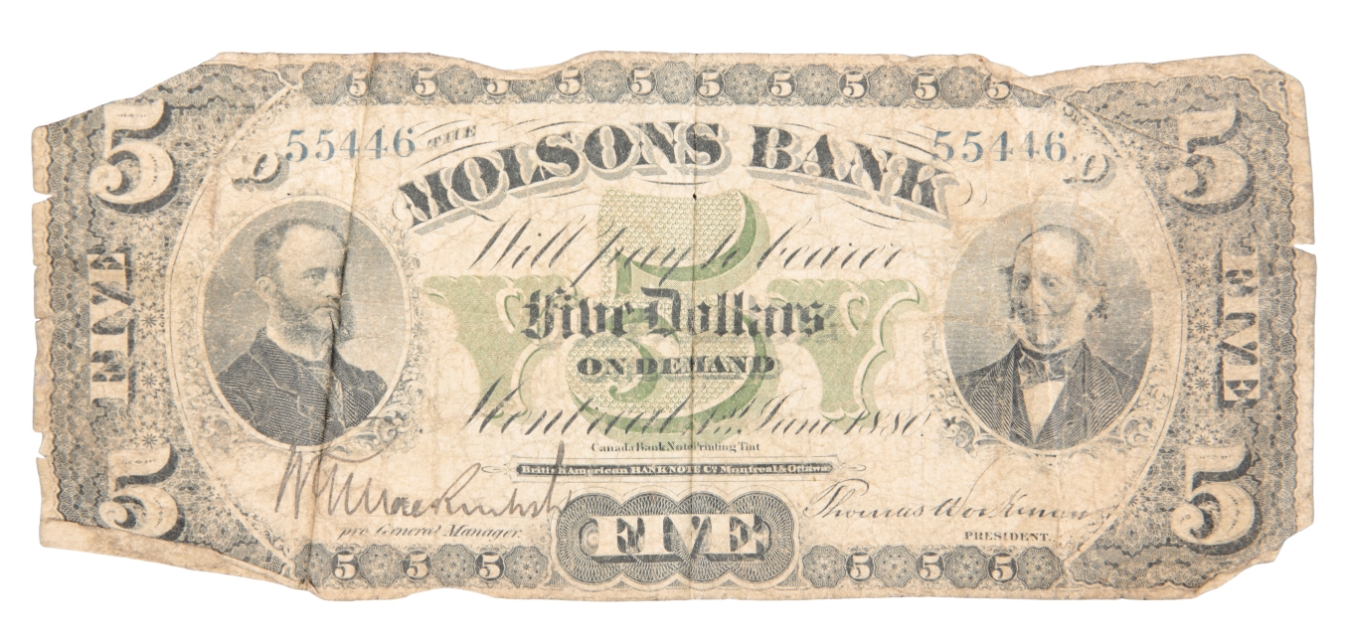 5 5 5 5 5 5 5 5 5 5
5 5
55446 THE 55446
D D
MOLSONS BANK
Will pay to bearer
V 5 V
FIVE Five Dollars FIVE
ON DEMAND
Montreal, 1st June 1880.
Canada Bank Note Printing Tint
British American BANK NOTE Co Montreal & Ottawa
5 5
Thomas Workman
pro General Manager. FIVE PRESIDENT.
5 5 5 5 5 5